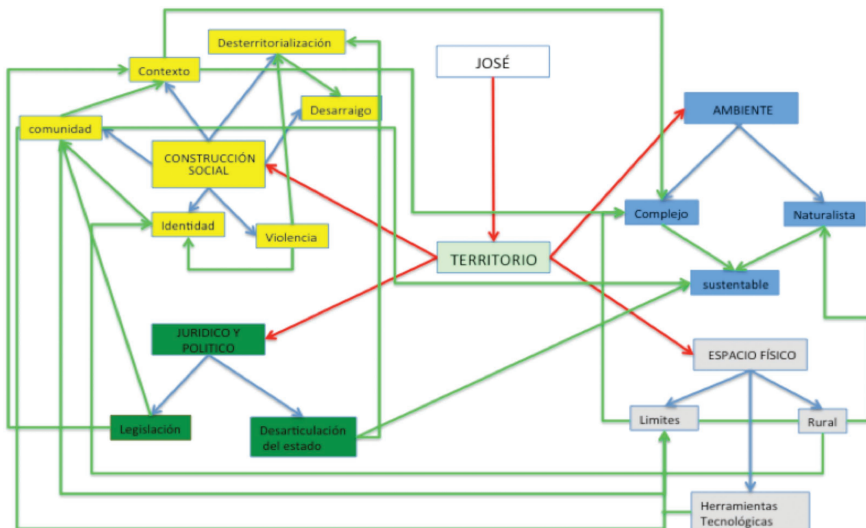 Desterritorialización
JOSÉ
Contexto
Desarraigo
AMBIENTE
comunidad
CONSTRUCCIÓN
SOCIAL
Identidad
Violencia
Complejo
Naturalista
TERRITORIO
sustentable
JURIDICO Y
POLITICO
ESPACIO FÍSICO
Legislación
Desarticulación
del estado
Limites
Rural
Herramientas
Tecnológicas